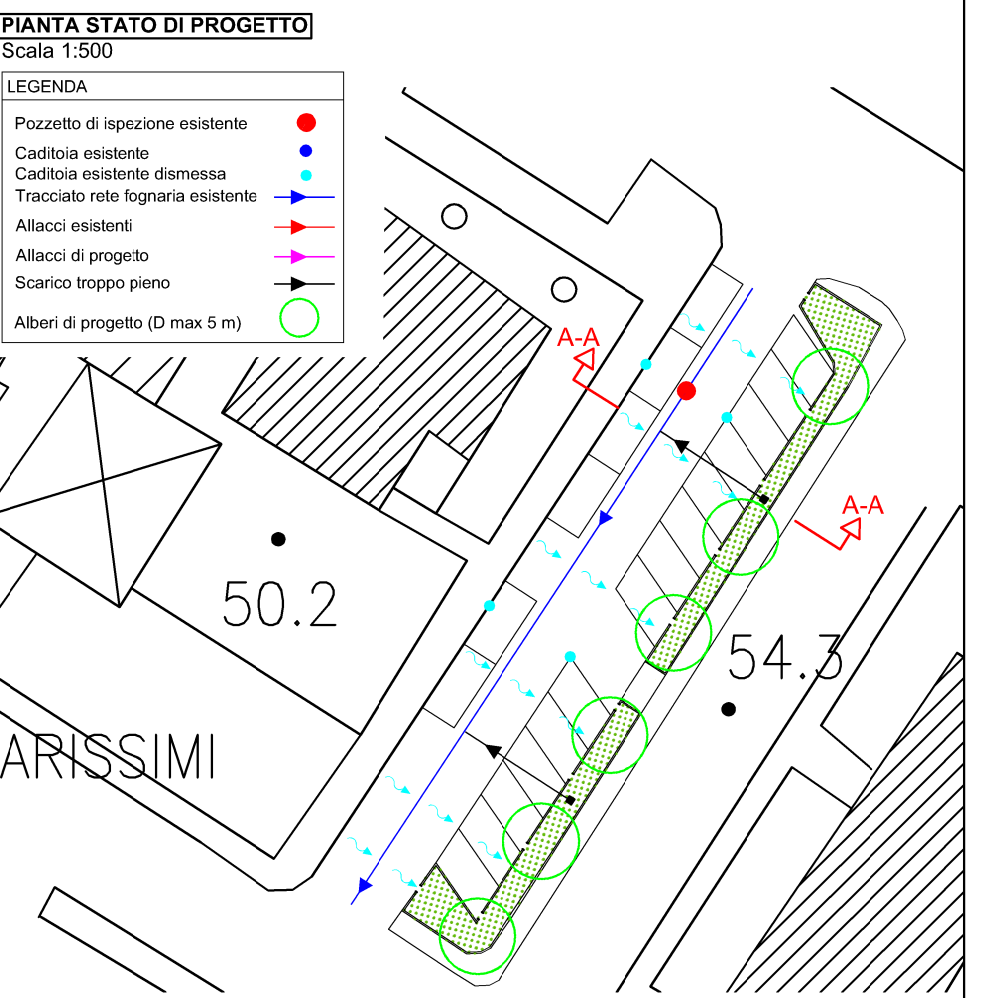 PIANTA STATO DI PROGETTO
Scala 1:500
LEGENDA
Pozzetto di ispezione esistente
Caditoia esistente
Caditoia esistente dismessa
Tracciato rete fognaria esistente
Allacci esistenti
Allacci di progetto
Scarico troppo pieno
Alberi di progetto (D max 5 m)
A-A
A-A
50.2
54.3
ARISSIMI